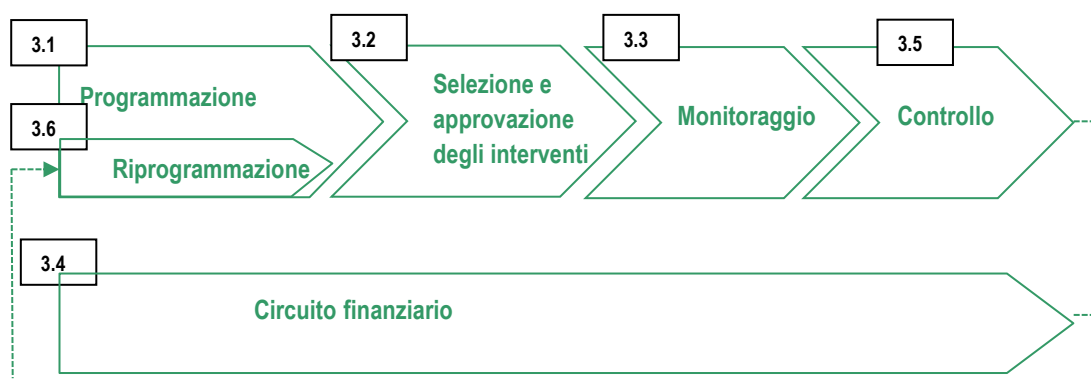 3.1
Programmazione
3.6
Riprogrammazione
3.2
Selezione e
approvazione
degli interventi
3.3
Monitoraggio
3.5
Controllo
3.4
Circuito finanziario